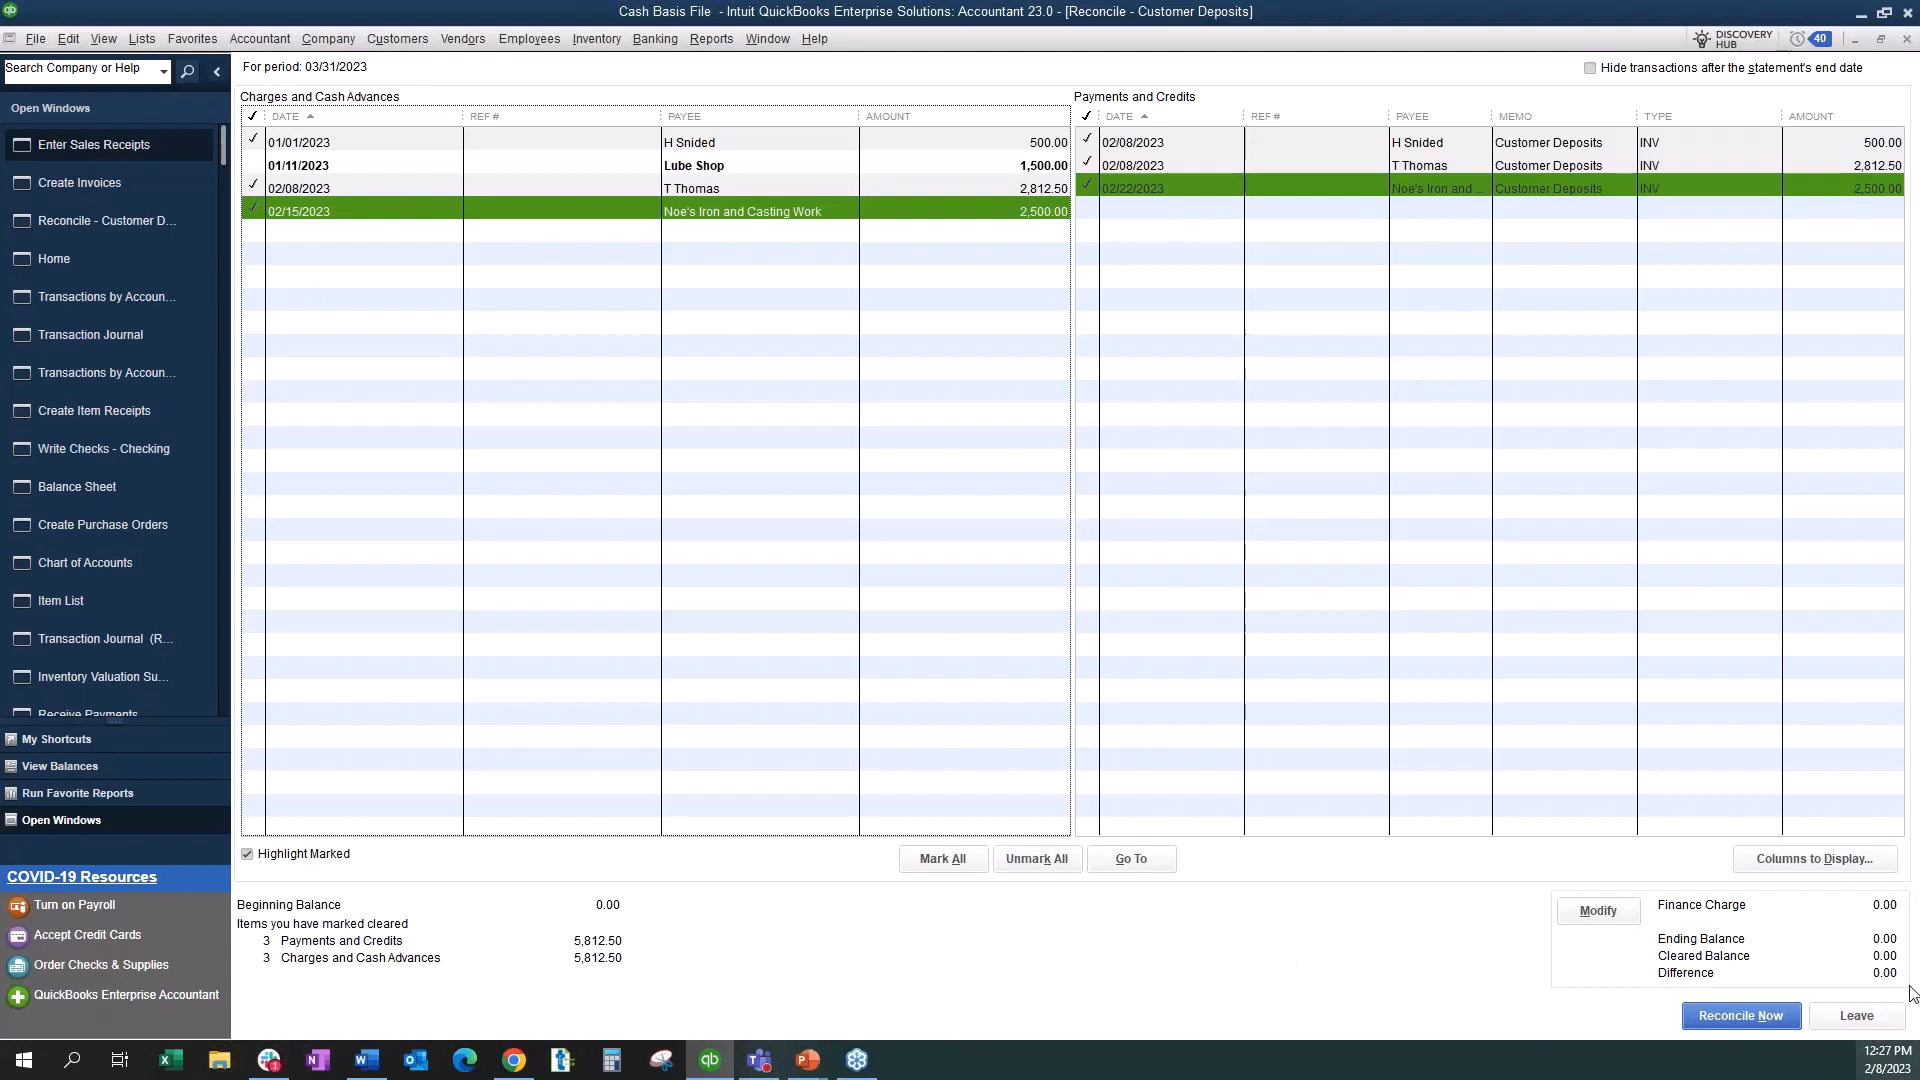 Cash Basis File  - Intuit QuickBooks Enterprise Solutions: Accountant 23.0 - [Reconcile - Customer Deposits]
File Edit View Lists Favorites Accountant Company Customers Vendors Employees Inventory Banking Reports Window Help
DISCOVERY HUB 40
Search Company or Help
For period: 03/31/2023
Hide transactions after the statement's end date
Open Windows
Enter Sales Receipts
Create Invoices
Reconcile - Customer D...
Home
Transactions by Accoun...
Transaction Journal
Transactions by Accoun...
Create Item Receipts
Write Checks - Checking
Balance Sheet
Create Purchase Orders
Chart of Accounts
Item List
Transaction Journal (R...
Inventory Valuation Su...
Receive Payments
My Shortcuts
View Balances
Run Favorite Reports
Open Windows
COVID-19 Resources
Turn on Payroll
Accept Credit Cards
Order Checks & Supplies
QuickBooks Enterprise Accountant
Charges and Cash Advances
DATE REF # PAYEE AMOUNT
01/01/2023 H Snided 500.00
01/11/2023 Lube Shop 1,500.00
02/08/2023 T Thomas 2,812.50
02/15/2023 Noe's Iron and Casting Work 2,500.00
Payments and Credits
DATE REF # PAYEE MEMO TYPE AMOUNT
02/08/2023 H Snided Customer Deposits INV 500.00
02/08/2023 T Thomas Customer Deposits INV 2,812.50
02/22/2023 Noe's Iron and ... Customer Deposits INV 2,500.00
Highlight Marked
Mark All Unmark All Go To Columns to Display...
Beginning Balance 0.00
Items you have marked cleared
3 Payments and Credits 5,812.50
3 Charges and Cash Advances 5,812.50
Modify
Finance Charge 0.00
Ending Balance 0.00
Cleared Balance 0.00
Difference 0.00
Reconcile Now Leave
12:27 PM
2/8/2023